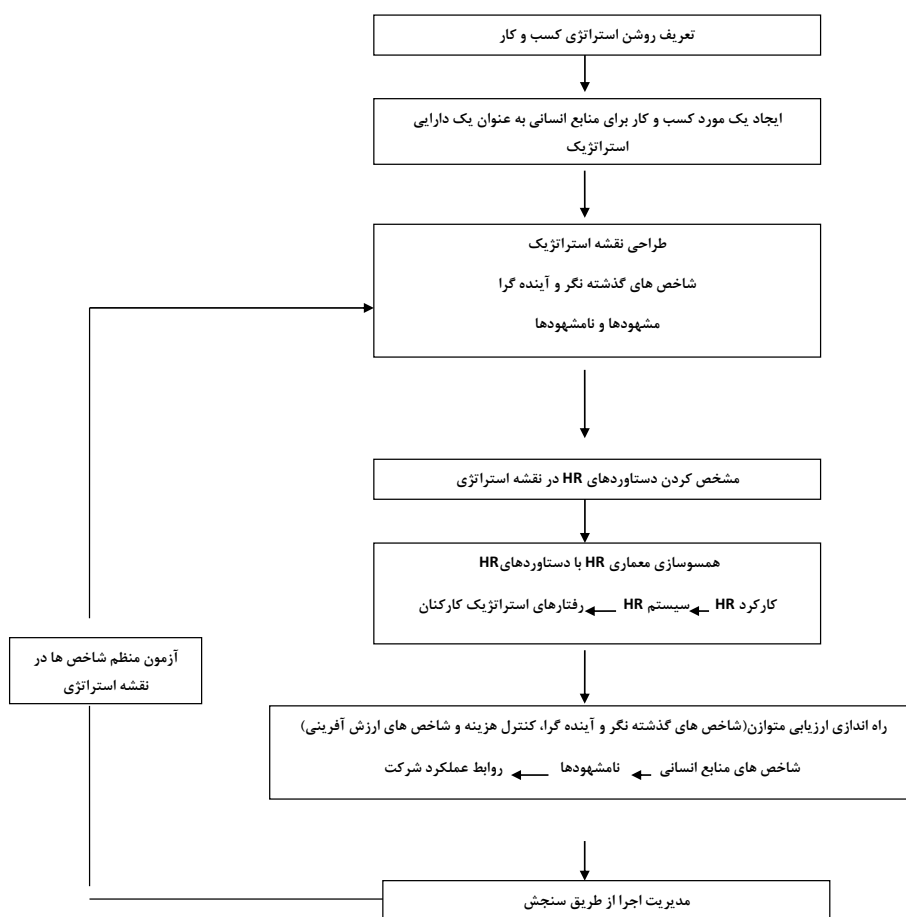 تعریف روشن استراتژی کسب و کار
ایجاد یک مورد کسب و کار برای منابع انسانی به عنوان یک دارایی
استراتژیک
طراحی نقشه استراتژیک
شاخص های گذشته نگر و آینده گرا
مشهودها و نامشهودها
مشخص کردن دستاوردهای HR در نقشه استراتژی
همسوسازی معماری HR با دستاوردهایHR
کارکرد HR سیستم HR رفتارهای استراتژیک کارکنان
آزمون منظم شاخص ها در
نقشه استراتژی
راه اندازی ارزیابی متوازن(شاخص های گذشته نگر و آینده گرا، کنترل هزینه و شاخص های ارزش آفرینی)
شاخص های منابع انسانی نامشهودها روابط عملکرد شرکت
مدیریت اجرا از طریق سنجش